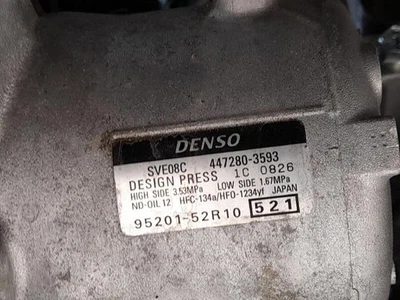 DENSO
SVE08C 447280-3593
DESIGN PRESS 1C 0826
HIGH SIDE 3.53MPa LOW SIDE 1.67MPa
ND-OIL 12 HFC-134a/HFO-1234yf JAPAN
95201-52R10 521